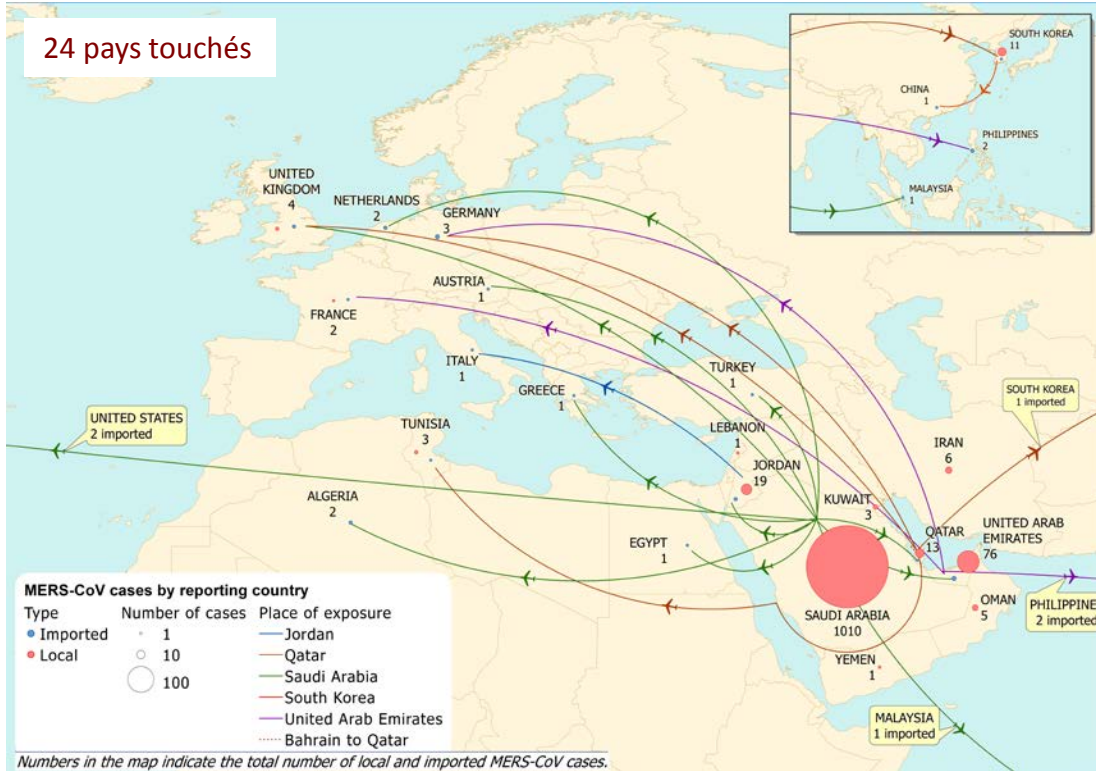 24 pays touchés
SOUTH KOREA
11
CHINA
1
PHILIPPINES
2
MALAYSIA
1
UNITED
KINGDOM
4
NETHERLANDS
2
GERMANY
3
AUSTRIA
1
FRANCE
2
ITALY
1
GREECE
1
TURKEY
1
SOUTH KOREA
1 imported
UNITED STATES
2 imported
TUNISIA
3
LEBANON
1
JORDAN
19
IRAN
6
ALGERIA
2
KUWAIT
3
QATAR
13
UNITED ARAB
EMIRATES
76
EGYPT
1
SAUDI ARABIA
1010
OMAN
5
PHILIPPINE
2 imported
YEMEN
1
MALAYSIA
1 imported
MERS-CoV cases by reporting country
Type
Imported
Local
Number of cases
1
10
100
Place of exposure
Jordan
Qatar
Saudi Arabia
South Korea
United Arab Emirates
Bahrain to Qatar
Numbers in the map indicate the total number of local and imported MERS-CoV cases.